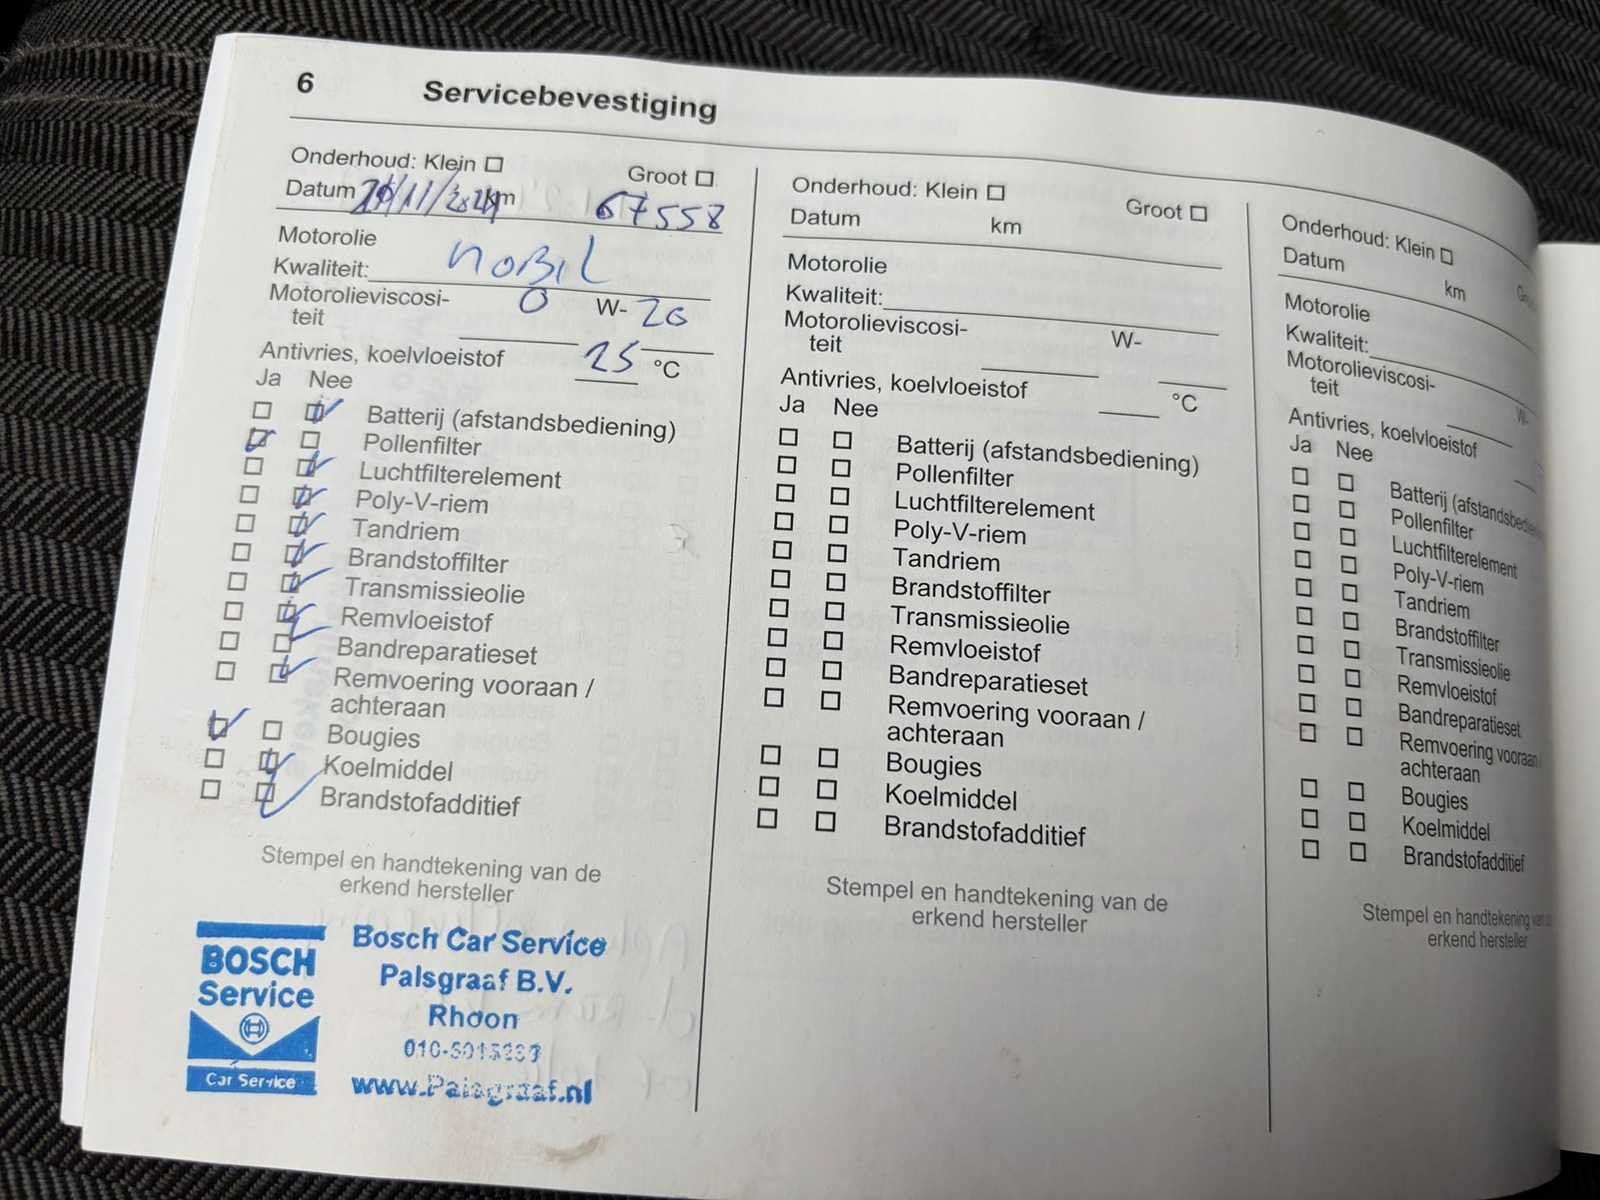 6 Servicebevestiging
Onderhoud: Klein ☐ Groot ☐
Datum /11/2024 km 67558
Motorolie
Kwaliteit: MOBIL
Motorolieviscosi-
teit 0 W- 20
Antivries, koelvloeistof 25 °C
Ja Nee
Batterij (afstandsbediening)
Pollenfilter
Luchtfilterelement
Poly-V-riem
Tandriem
Brandstoffilter
Transmissieolie
Remvloeistof
Bandreparatieset
Remvoering vooraan /
achteraan
Bougies
Koelmiddel
Brandstofadditief
Stempel en handtekening van de
erkend hersteller
BOSCH
Service
Car Service
Bosch Car Service
Palsgraaf B.V.
Rhoon
www.Palsgraaf.nl
Onderhoud: Klein ☐ Groot ☐
Datum km
Motorolie
Kwaliteit:
Motorolieviscosi-
teit W-
Antivries, koelvloeistof °C
Ja Nee
Batterij (afstandsbediening)
Pollenfilter
Luchtfilterelement
Poly-V-riem
Tandriem
Brandstoffilter
Transmissieolie
Remvloeistof
Bandreparatieset
Remvoering vooraan /
achteraan
Bougies
Koelmiddel
Brandstofadditief
Stempel en handtekening van de
erkend hersteller
Onderhoud: Klein ☐
Datum km
Motorolie
Kwaliteit:
Motorolieviscosi-
teit W-
Antivries, koelvloeistof
Ja Nee
Batterij
Pollenfilter
Luchtfilterelement
Poly-V-riem
Tandriem
Brandstoffilter
Transmissieolie
Remvloeistof
Bandreparatieset
Remvoering vooraan /
achteraan
Bougies
Koelmiddel
Brandstofadditief
Stempel en handtekening van de
erkend hersteller